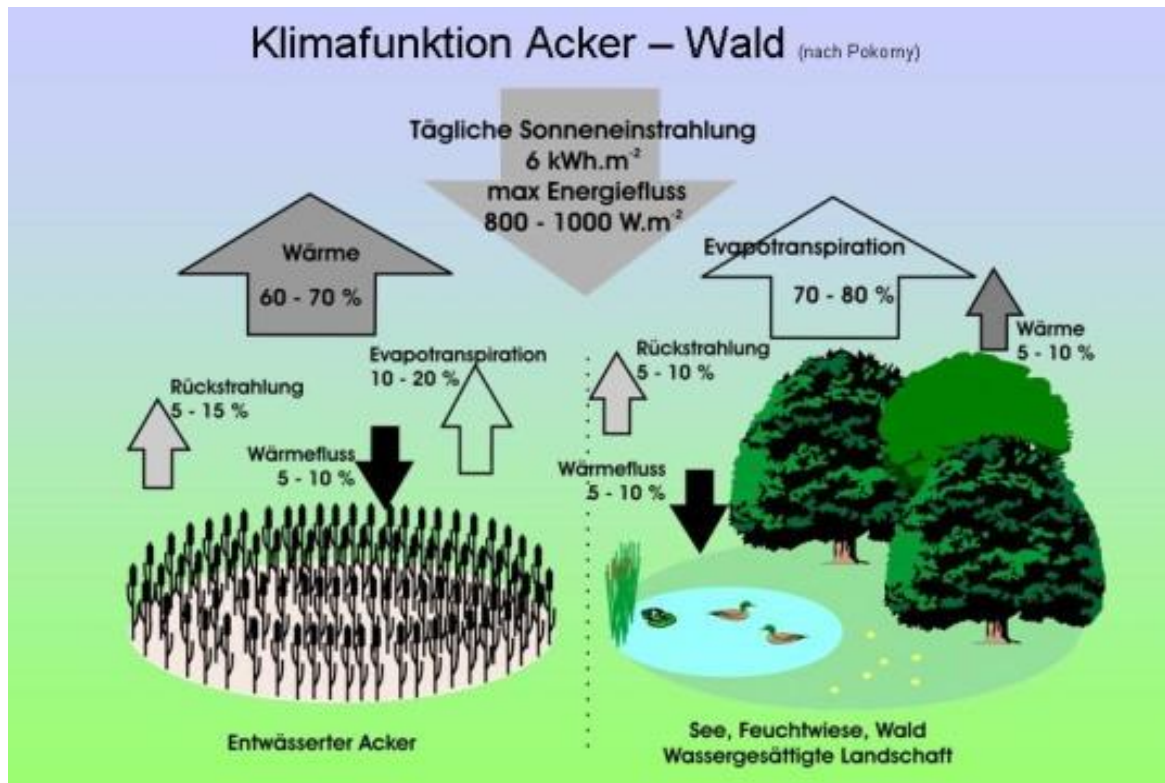 Klimafunktion Acker – Wald (nach Pokorny)
Tägliche Sonneneinstrahlung
6 kWh.m⁻²
max Energiefluss
800 - 1000 W.m⁻²
Wärme
60 - 70 %
Rückstrahlung
5 - 15 %
Evapotranspiration
10 - 20 %
Wärmefluss
5 - 10 %
Entwässerter Acker
Evapotranspiration
70 - 80 %
Wärme
5 - 10 %
Rückstrahlung
5 - 10 %
Wärmefluss
5 - 10 %
See, Feuchtwiese, Wald
Wassergesättigte Landschaft